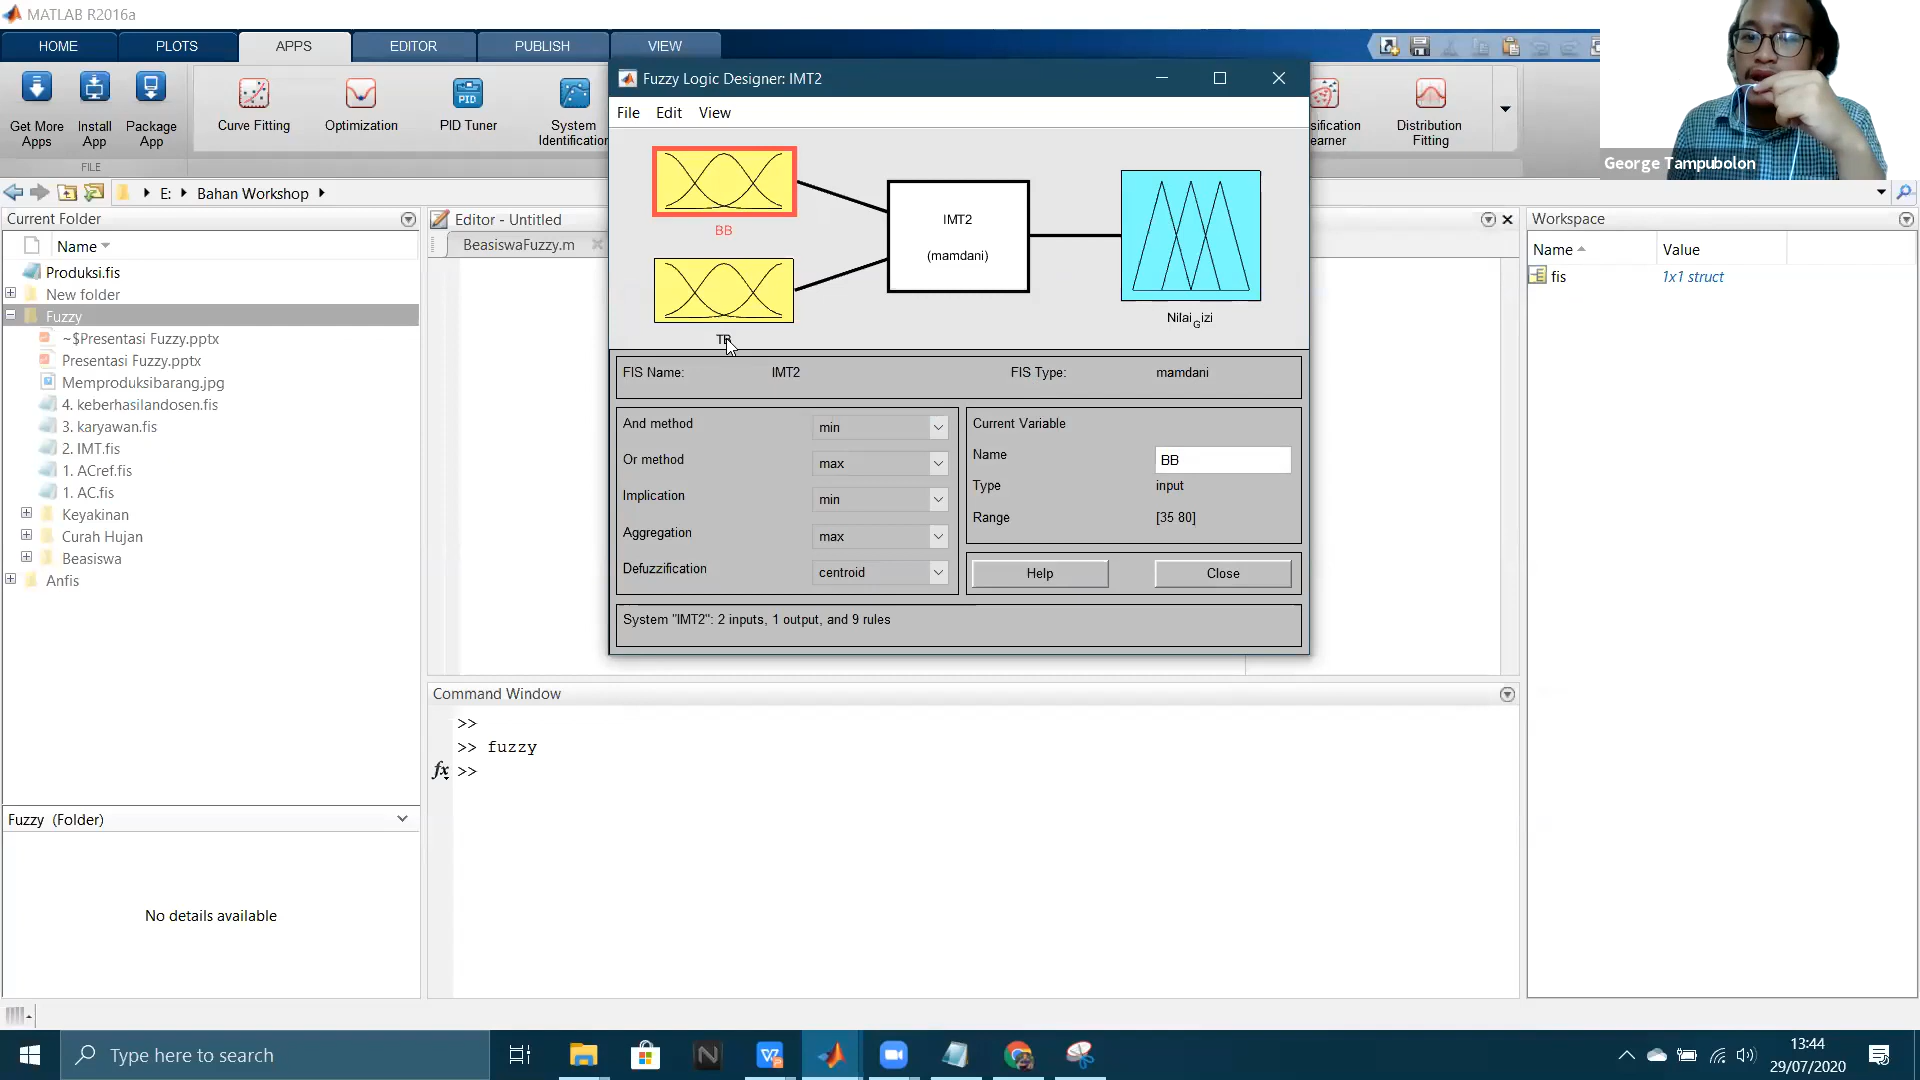 MATLAB R2016a
HOME
PLOTS
APPS
EDITOR
PUBLISH
VIEW
Get More Apps
Install App
Package App
FILE
Curve Fitting
Optimization
PID Tuner
System Identification
sification
earner
Distribution Fitting
E:
Bahan Workshop
Current Folder
Name
Produksi.fis
New folder
Fuzzy
~$Presentasi Fuzzy.pptx
Presentasi Fuzzy.pptx
Memproduksibarang.jpg
4. keberhasilandosen.fis
3. karyawan.fis
2. IMT.fis
1. ACref.fis
1. AC.fis
Keyakinan
Curah Hujan
Beasiswa
Anfis
Fuzzy (Folder)
No details available
Editor - Untitled
BeasiswaFuzzy.m
Fuzzy Logic Designer: IMT2
File Edit View
BB
IMT2
(mamdani)
Nilai_Gizi
FIS Name: IMT2 FIS Type: mamdani
And method min
Or method max
Implication min
Aggregation max
Defuzzification centroid
Current Variable
Name BB
Type input
Range [35 80]
Help
Close
System "IMT2": 2 inputs, 1 output, and 9 rules
Command Window
>>
>> fuzzy
fx >>
Workspace
Name Value
fis 1x1 struct
George Tampubolon
Type here to search
13:44
29/07/2020